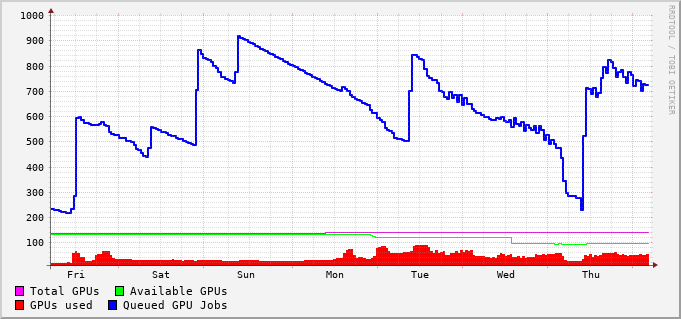 1000
900
800
700
600
500
400
300
200
100
Fri Sat Sun Mon Tue Wed Thu
Total GPUs Available GPUs
GPUs used Queued GPU Jobs
RRDTOOL / TOBI OETIKER